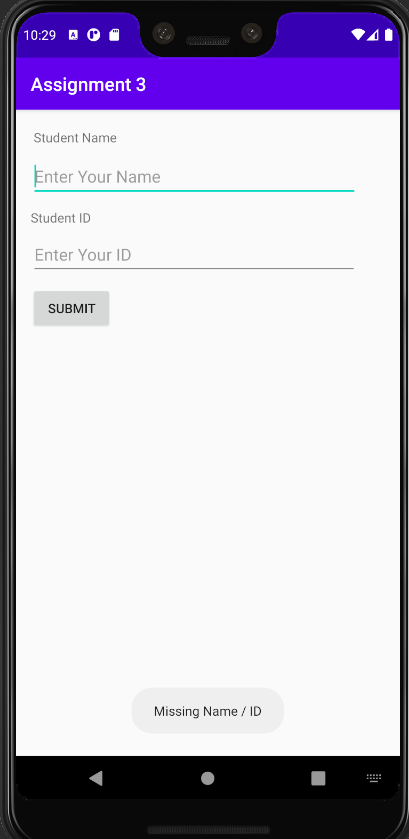 10:29
Assignment 3
Student Name
Enter Your Name
Student ID
Enter Your ID
SUBMIT
Missing Name / ID